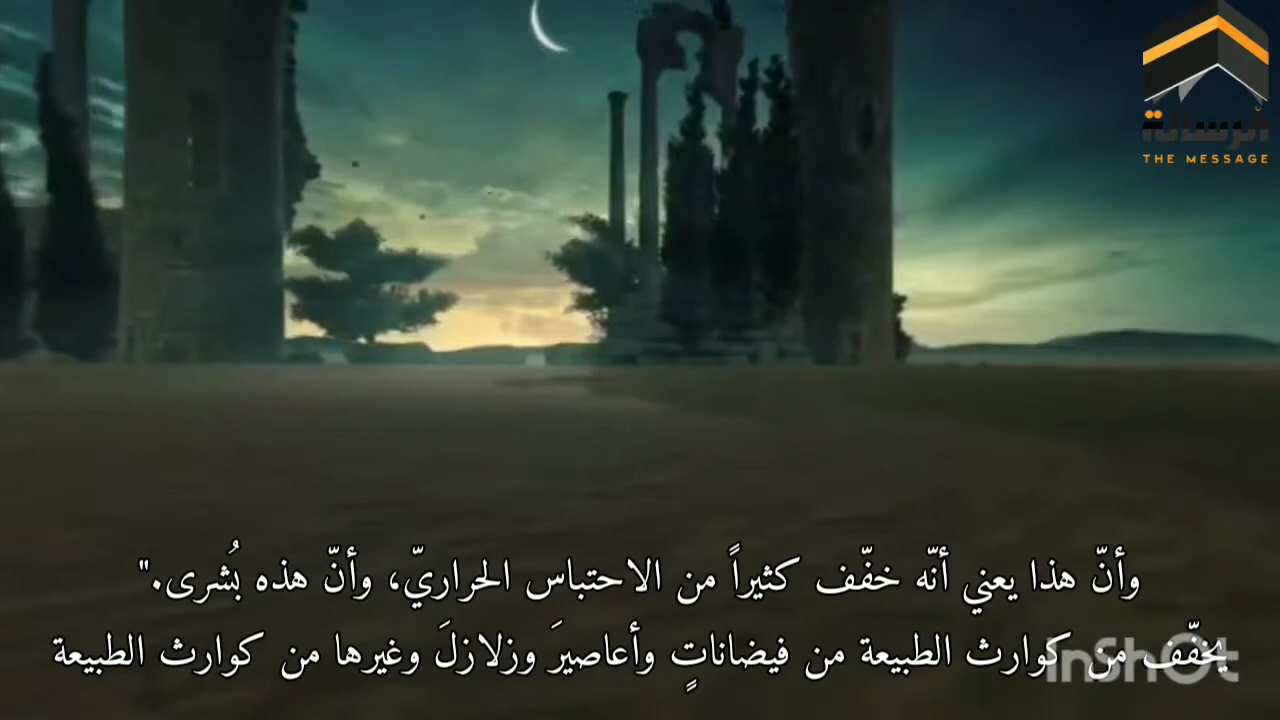 الرسالة
THE MESSAGE
وأنّ هذا يعني أنّه خفّف كثيراً من الاحتباس الحراريّ، وأنّ هذه بُشرى."
يخفّف من كوارث الطبيعة من فيضاناتٍ وأعاصيرَ وزلازلَ وغيرها من كوارث الطبيعة
InShOt